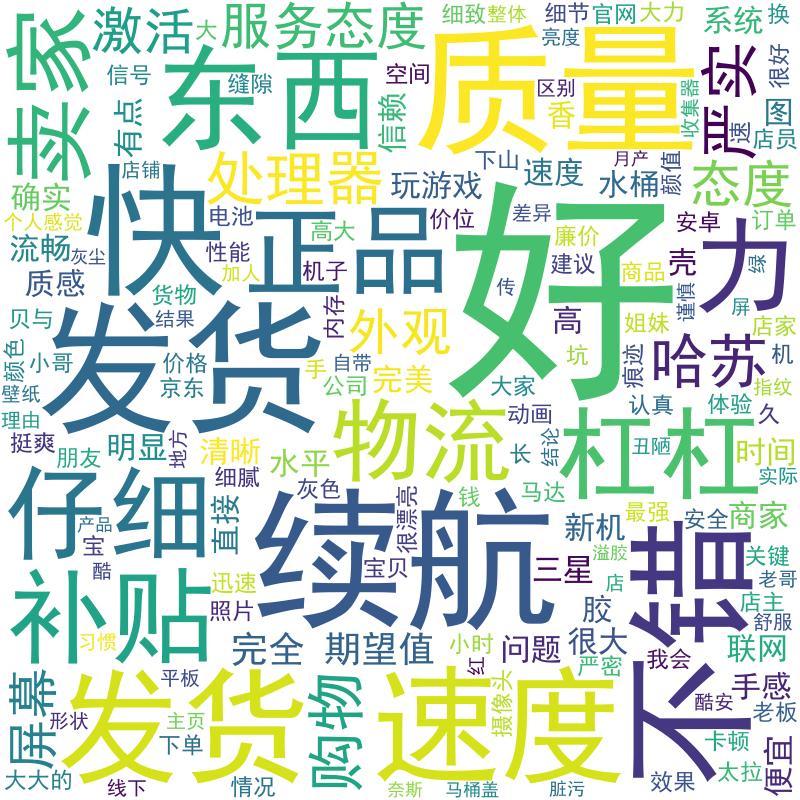 卖家
激活
大
服务态度
细致
整体
细节
官网
大力
系统
换
亮度
很好
信号
有点
东西
缝隙
空间
信赖
质量
区别
香
收集器
严实
速
图
店员
店铺
处理器
玩游戏
下山
速度
水桶
月产
颜值
态度
确实
个人感觉
流畅
灰尘
质感
快
电池
性能
加人
正品
高大
机子
价位
差异
廉价
建议
商品
壳
安卓
谨慎
力
订单
绿
屏
店家
货物
结果
内存
外观
传
好
高
姐妹
坑
痕迹
哈苏
机
指纹
贝与
颜色
小哥
壁纸
理由
发货
价格
京东
手
自带
公司
完美
大家
认真
体验
久
挺爽
朋友
明显
地方
清晰
细腻
水平
物流
动画
长
结论
杠杠
丑陋
时间
实际
仔细
直接
灰色
很漂亮
钱
马达
新机
最强
安全
商家
产品
宝
酷
续航
宝贝
三星
溢胶
店
不错
关键
老哥
店主
舒服
补贴
迅速
照片
胶
习惯
完全
期望值
小时
红
问题
很大
严密
我会
联网
屏幕
平板
形状
发货
主页
下单
购物
速度
摄像头
酷安
手感
老板
卡顿
太拉
便宜
大大的
线下
情况
奈斯
马桶盖
脏污
效果